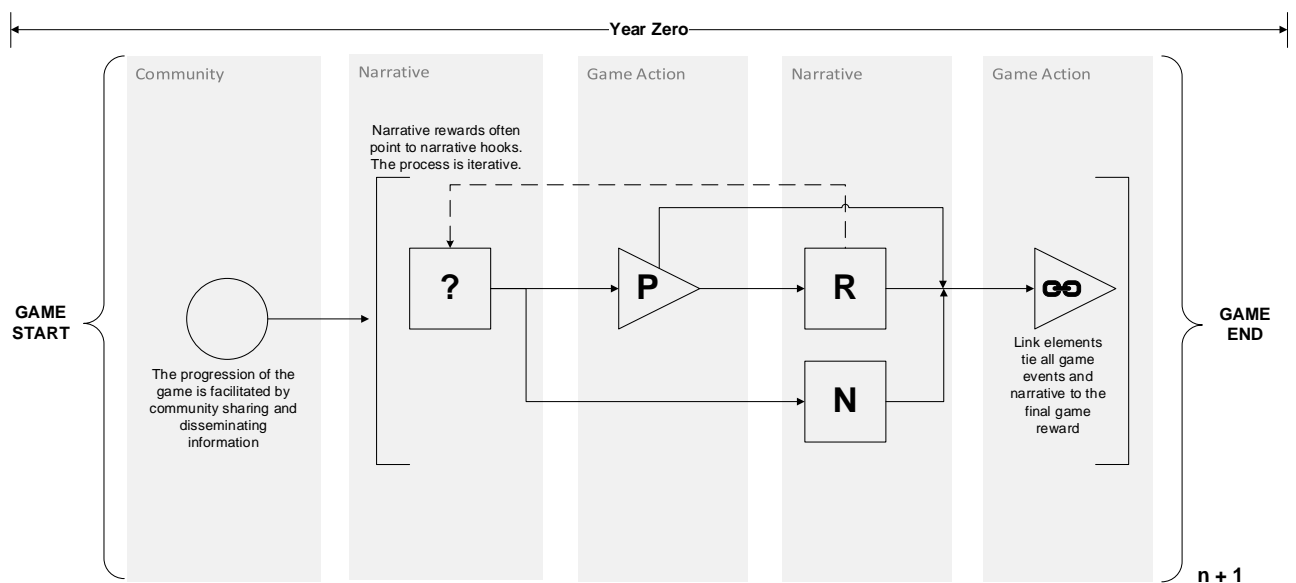 Year Zero
Community
Narrative
Game Action
Narrative
Game Action
Narrative rewards often
point to narrative hooks.
The process is iterative.
?
P
R
N
GAME
START
The progression of the
game is facilitated by
community sharing and
disseminating
information
Link elements
tie all game
events and
narrative to the
final game
reward
GAME
END
n + 1